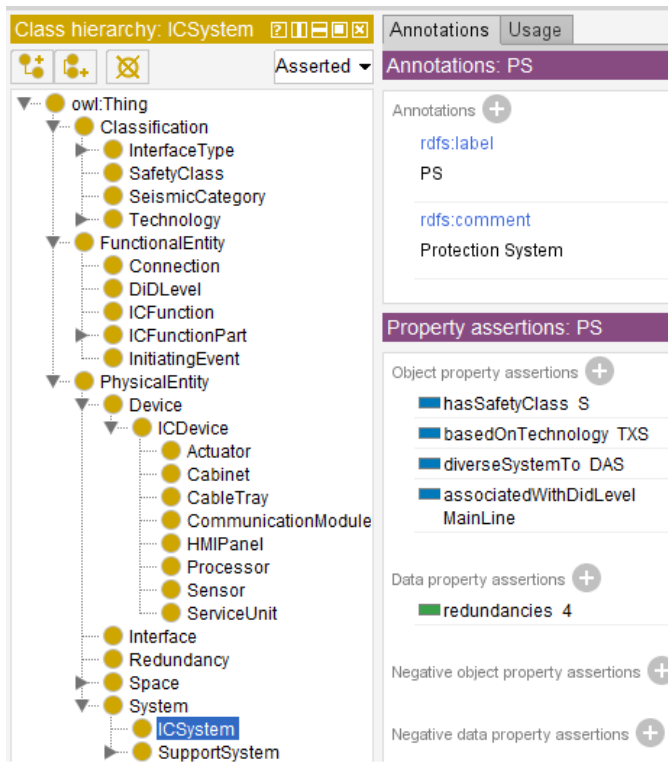 Class hierarchy: ICSystem
Asserted
owl:Thing
Classification
InterfaceType
SafetyClass
SeismicCategory
Technology
FunctionalEntity
Connection
DiDLevel
ICFunction
ICFunctionPart
InitiatingEvent
PhysicalEntity
Device
ICDevice
Actuator
Cabinet
CableTray
CommunicationModule
HMIPanel
Processor
Sensor
ServiceUnit
Interface
Redundancy
Space
System
ICSystem
SupportSystem
Annotations Usage
Annotations: PS
Annotations
rdfs:label
PS
rdfs:comment
Protection System
Property assertions: PS
Object property assertions
hasSafetyClass S
basedOnTechnology TXS
diverseSystemTo DAS
associatedWithDidLevel
MainLine
Data property assertions
redundancies 4
Negative object property assertions
Negative data property assertions